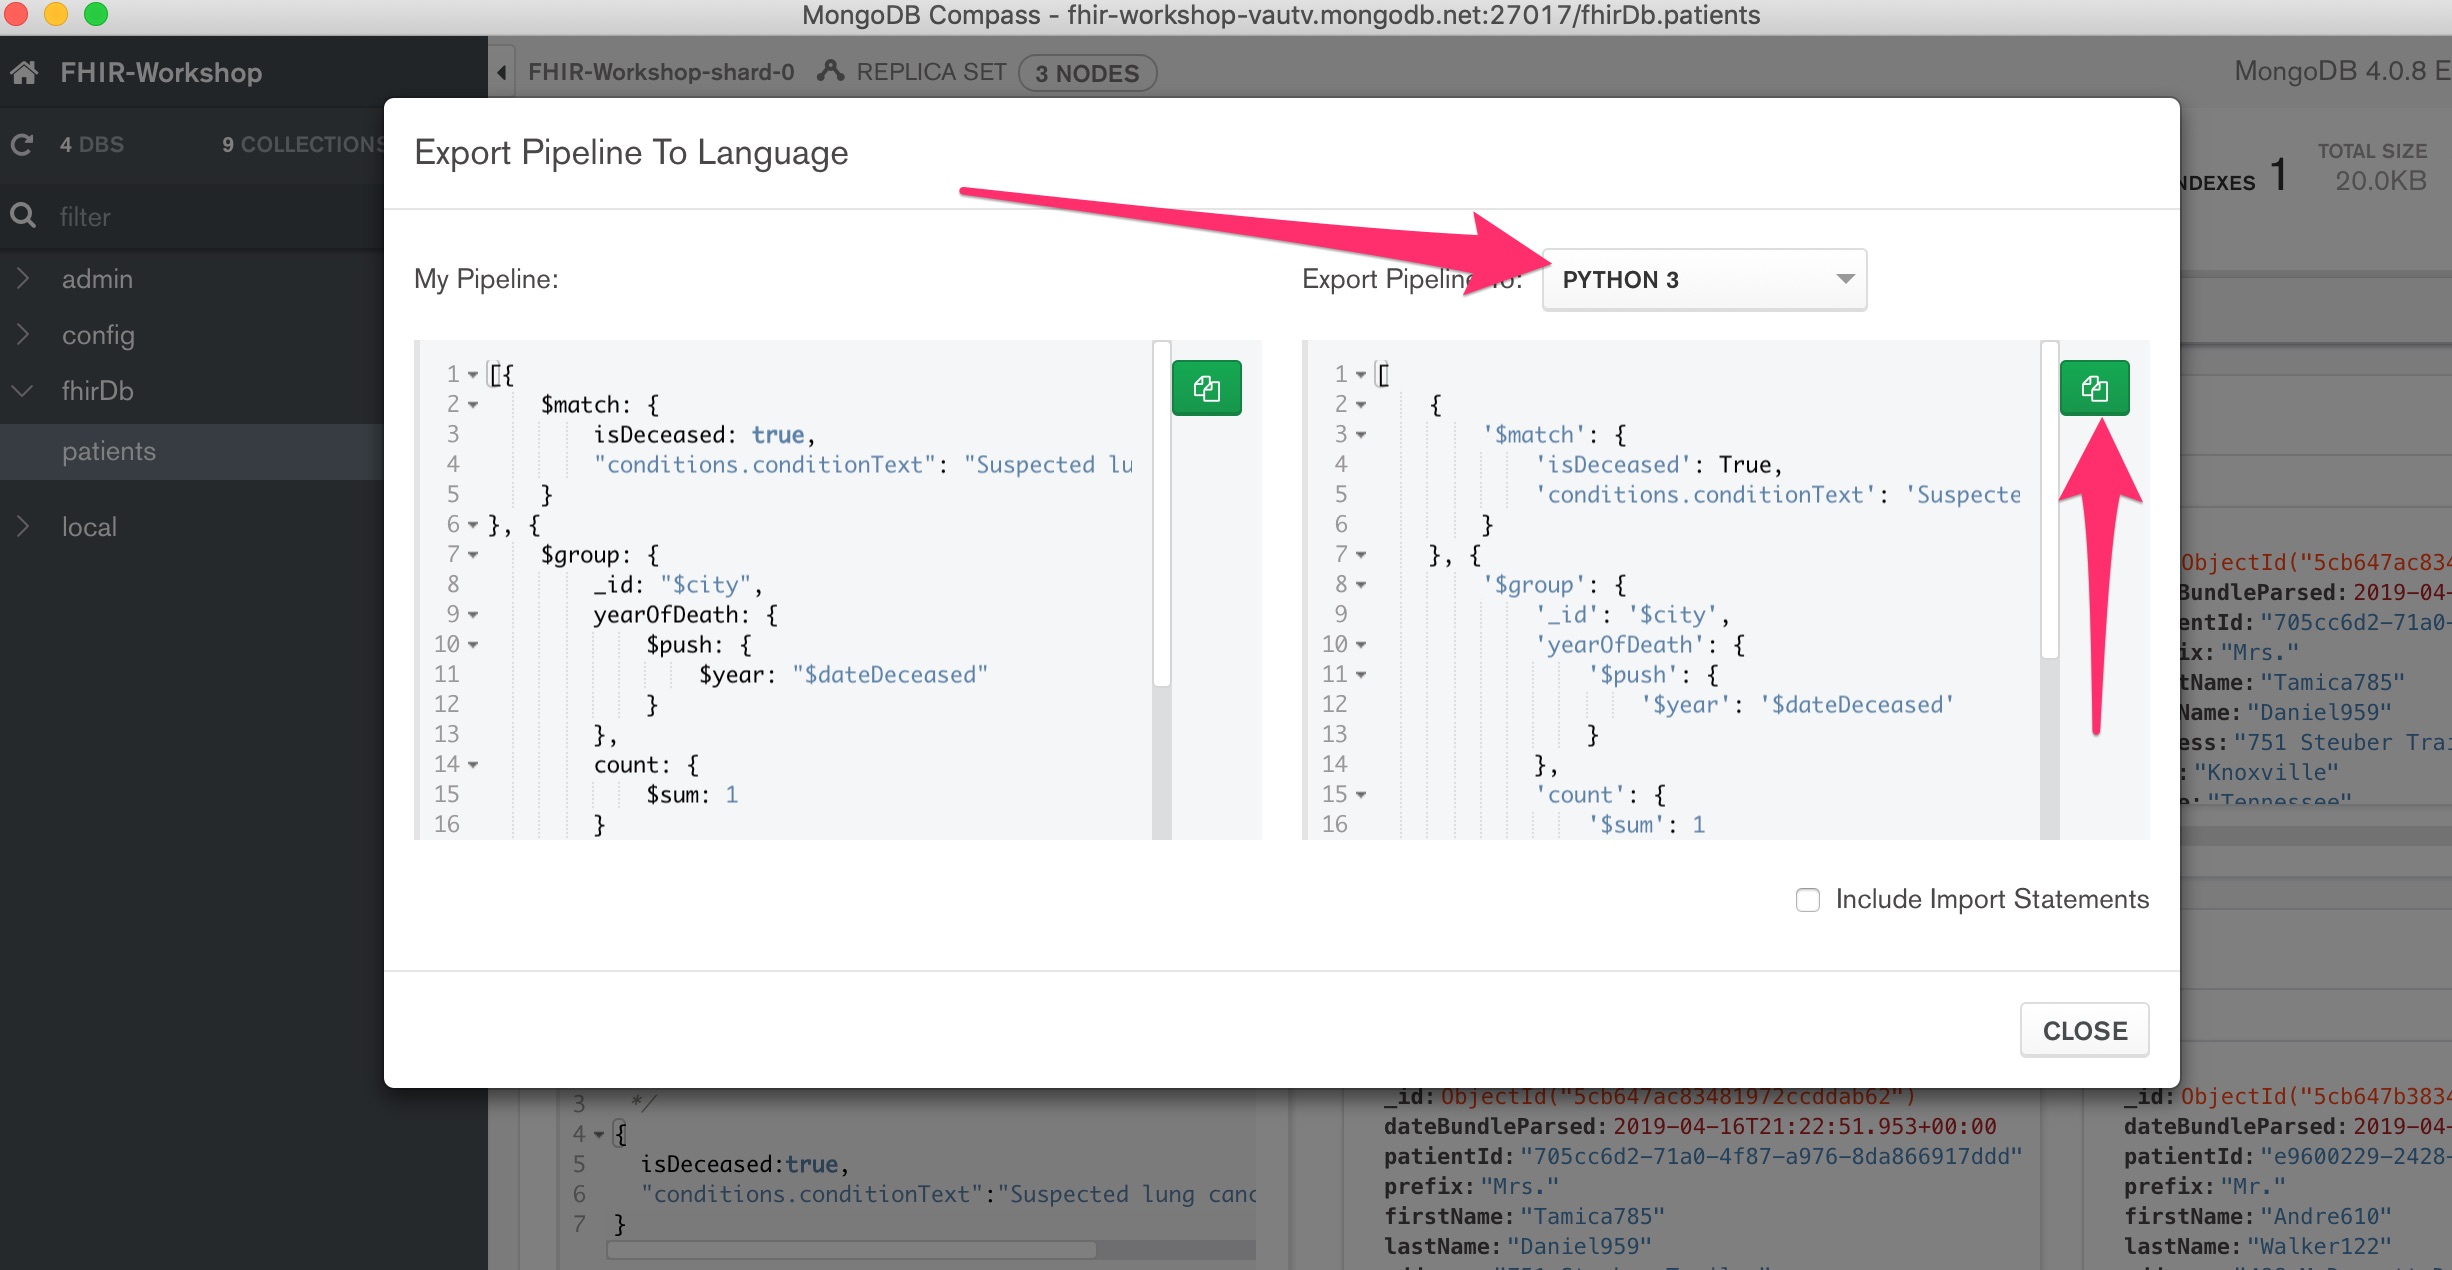 MongoDB Compass - fhir-workshop-vautv.mongodb.net:27017/fhirDb.patients
FHIR-Workshop
FHIR-Workshop-shard-0 REPLICA SET 3 NODES
MongoDB 4.0.8 E
4 DBS 9 COLLECTIONS
filter
admin
config
fhirDb
patients
local
NDEXES 1
TOTAL SIZE
20.0KB
Export Pipeline To Language
My Pipeline:
1 [{
2 $match: {
3 isDeceased: true,
4 "conditions.conditionText": "Suspected lu
5 }
6 }, {
7 $group: {
8 _id: "$city",
9 yearOfDeath: {
10 $push: {
11 $year: "$dateDeceased"
12 }
13 },
14 count: {
15 $sum: 1
16 }
Export Pipeline To:
PYTHON 3
1 [
2 {
3 '$match': {
4 'isDeceased': True,
5 'conditions.conditionText': 'Suspecte
6 }
7 }, {
8 '$group': {
9 '_id': '$city',
10 'yearOfDeath': {
11 '$push': {
12 '$year': '$dateDeceased'
13 }
14 },
15 'count': {
16 '$sum': 1
Include Import Statements
CLOSE
ObjectId("5cb647ac834
BundleParsed: 2019-04-
entId: "705cc6d2-71a0-
ix: "Mrs."
tName: "Tamica785"
Name: "Daniel959"
ess: "751 Steuber Trai
: "Knoxville"
e: "Tennessee"
3 */
4 {
5 isDeceased:true,
6 "conditions.conditionText":"Suspected lung canc
7 }
_id: ObjectId("5cb647ac83481972ccddab62")
dateBundleParsed: 2019-04-16T21:22:51.953+00:00
patientId: "705cc6d2-71a0-4f87-a976-8da866917ddd"
prefix: "Mrs."
firstName: "Tamica785"
lastName: "Daniel959"
_id: ObjectId("5cb647b3834
dateBundleParsed: 2019-04-
patientId: "e9600229-2428-
prefix: "Mr."
firstName: "Andre610"
lastName: "Walker122"